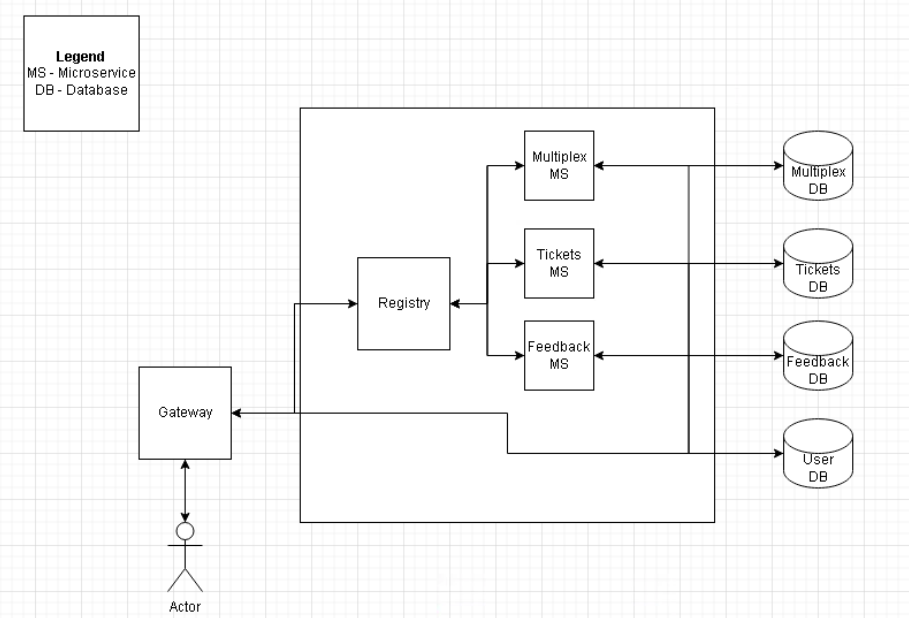 Legend
MS - Microservice
DB - Database
Multiplex
MS
Multiplex
DB
Tickets
MS
Tickets
DB
Registry
Feedback
MS
Feedback
DB
Gateway
User
DB
Actor